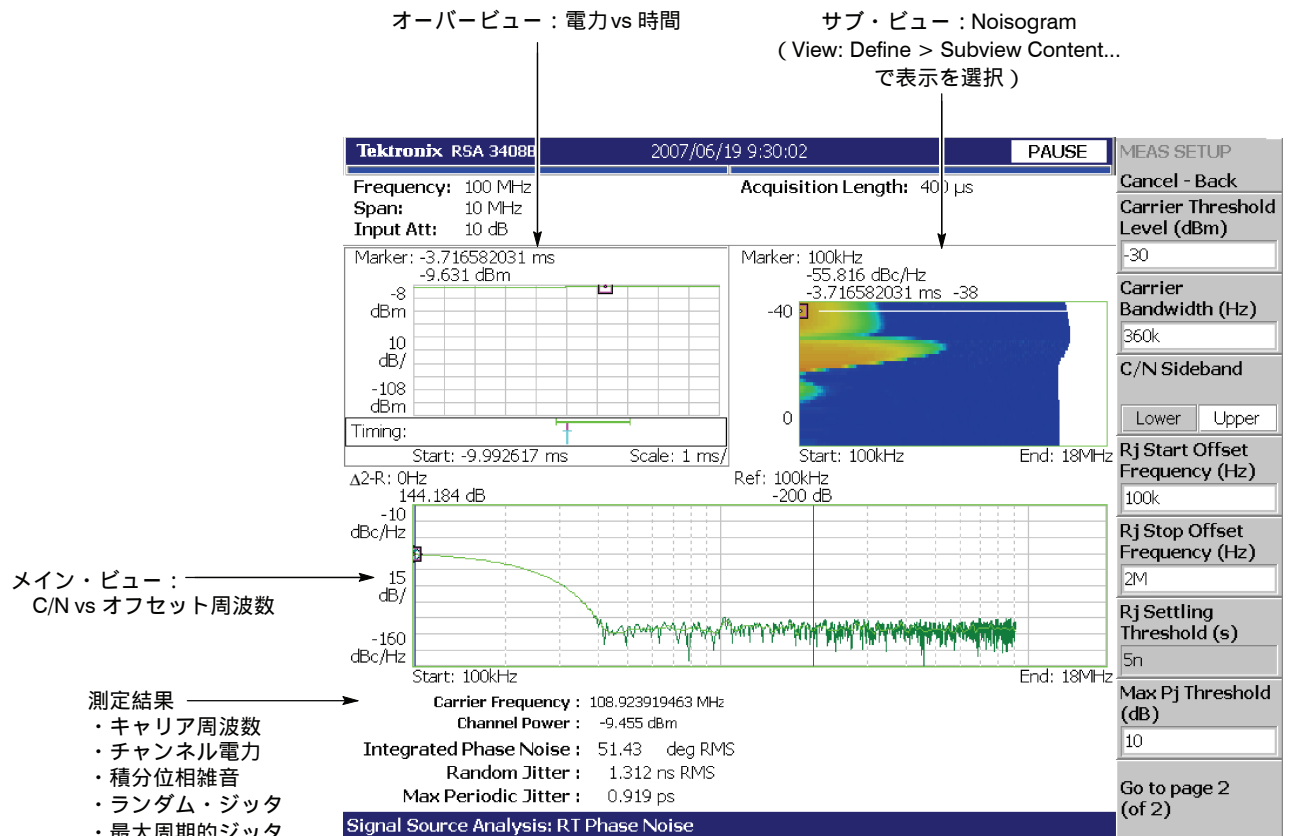 オーバービュー：電力 vs 時間
サブ・ビュー：Noisogram
（View: Define > Subview Content...
で表示を選択）
Tektronix RSA 3408B
2007/06/19 9:30:02
PAUSE
Frequency: 100 MHz
Span: 10 MHz
Input Att: 10 dB
Acquisition Length: 400 µs
Marker: -3.716582031 ms
-9.631 dBm
-8
dBm
10
dB/
-108
dBm
Timing:
Start: -9.992617 ms
Scale: 1 ms/
Marker: 100kHz
-55.816 dBc/Hz
-3.716582031 ms -38
-40
0
Start: 100kHz
End: 18MHz
Δ2-R: 0Hz
144.184 dB
Ref: 100kHz
-200 dB
-10
dBc/Hz
15
dB/
-160
dBc/Hz
Start: 100kHz
End: 18MHz
メイン・ビュー：
C/N vs オフセット周波数
測定結果
・キャリア周波数
・チャンネル電力
・積分位相雑音
・ランダム・ジッタ
・最大周期的ジッタ
Carrier Frequency : 108.923919463 MHz
Channel Power : -9.455 dBm
Integrated Phase Noise : 51.43 deg RMS
Random Jitter : 1.312 ns RMS
Max Periodic Jitter : 0.919 ps
Signal Source Analysis: RT Phase Noise
MEAS SETUP
Cancel - Back
Carrier Threshold
Level (dBm)
-30
Carrier
Bandwidth (Hz)
360k
C/N Sideband
Lower Upper
Rj Start Offset
Frequency (Hz)
100k
Rj Stop Offset
Frequency (Hz)
2M
Rj Settling
Threshold (s)
5n
Max Pj Threshold
(dB)
10
Go to page 2
(of 2)